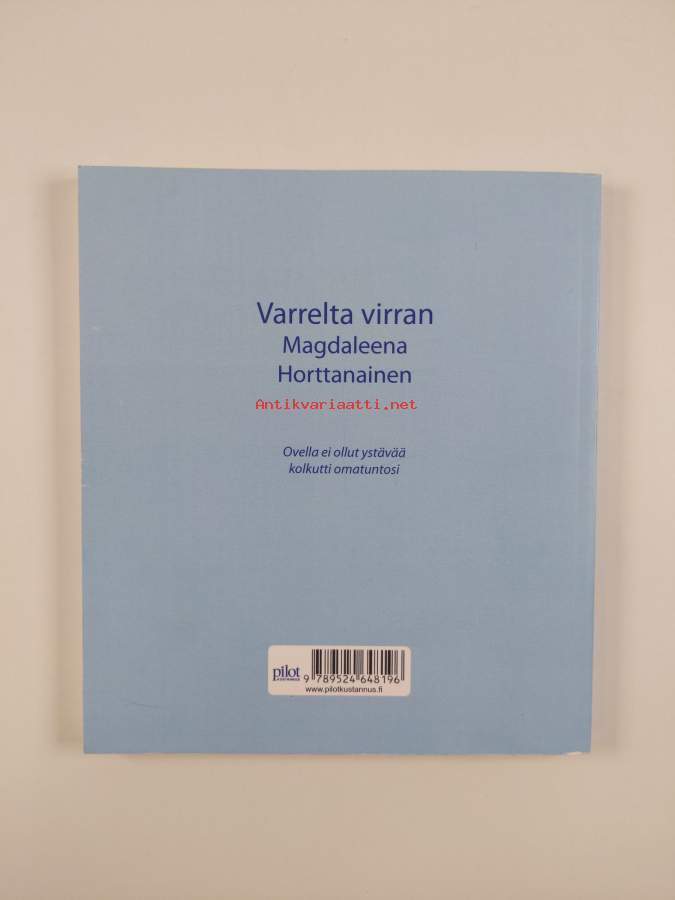 Varrelta virran
Magdaleena
Horttanainen
Antikvariaatti.net
Ovella ei ollut ystävää
kolkutti omatuntosi
pilot
KUSTANNUS
9 789524 648196
www.pilotkustannus.fi